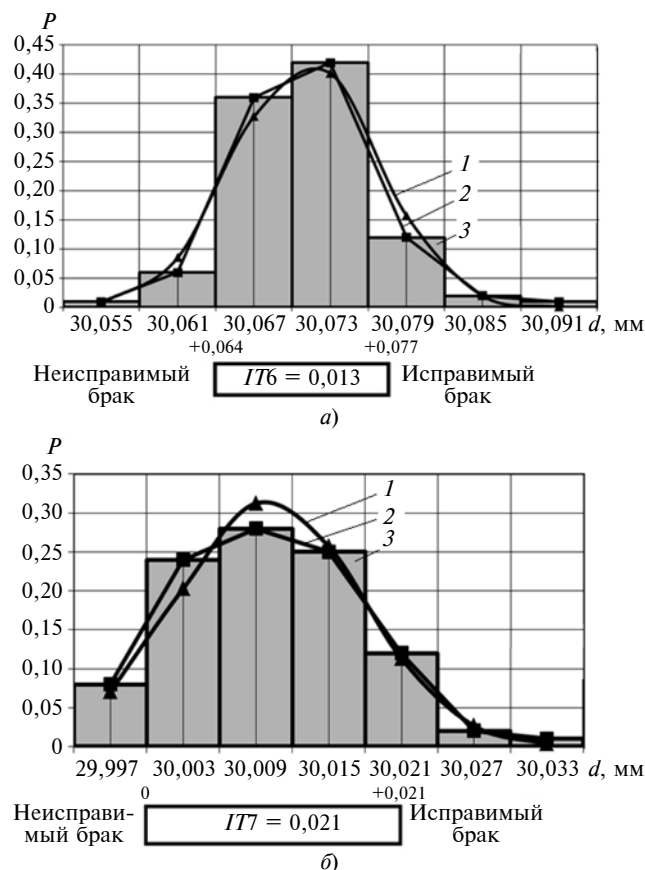 P
0,45
0,40
0,35
0,30
0,25
0,20
0,15
0,10
0,05
0
1
2
3
30,055 30,061 30,067 30,073 30,079 30,085 30,091 d, мм
+0,064 +0,077
Неисправимый брак
IT6 = 0,013
Исправимый брак
а)
P
0,35
0,30
0,25
0,20
0,15
0,10
0,05
0
1
2
3
29,997 30,003 30,009 30,015 30,021 30,027 30,033 d, мм
0 +0,021
Неисправи-
мый брак
IT7 = 0,021
Исправимый
брак
б)